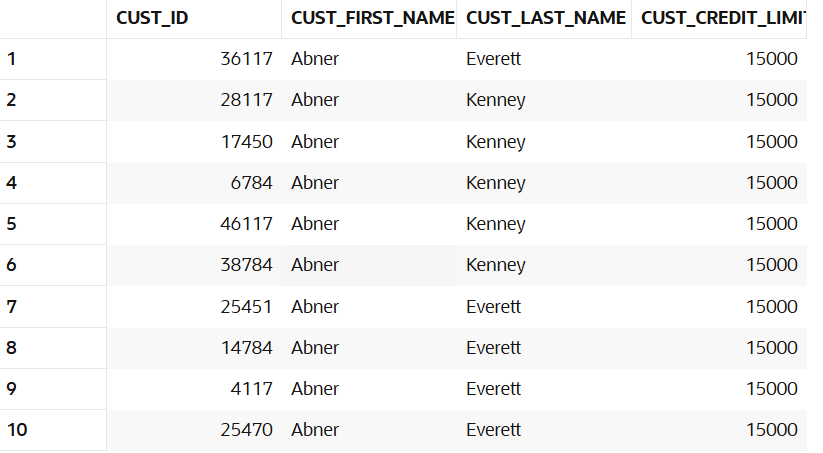 CUST_ID CUST_FIRST_NAME CUST_LAST_NAME CUST_CREDIT_LIMI
1 36117 Abner Everett 15000
2 28117 Abner Kenney 15000
3 17450 Abner Kenney 15000
4 6784 Abner Kenney 15000
5 46117 Abner Kenney 15000
6 38784 Abner Kenney 15000
7 25451 Abner Everett 15000
8 14784 Abner Everett 15000
9 4117 Abner Everett 15000
10 25470 Abner Everett 15000